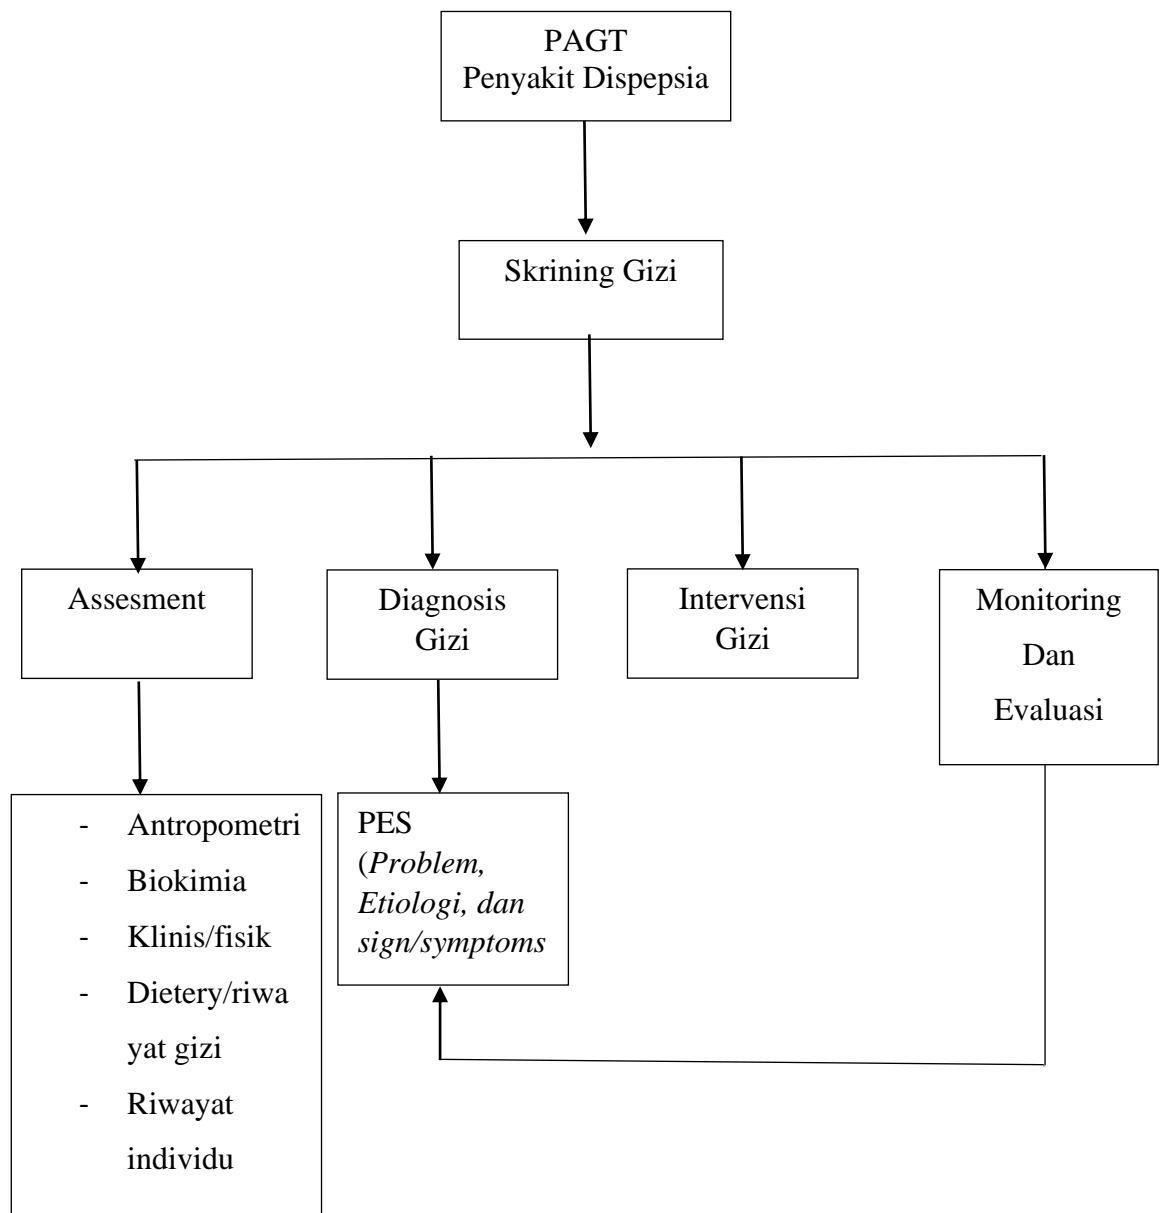 PAGT
Penyakit Dispepsia
Skrining Gizi
Assesment
Diagnosis
Gizi
Intervensi
Gizi
Monitoring
Dan
Evaluasi
- Antropometri
- Biokimia
- Klinis/fisik
- Dietery/riwa
yat gizi
- Riwayat
individu
PES
(Problem,
Etiologi, dan
sign/symptoms